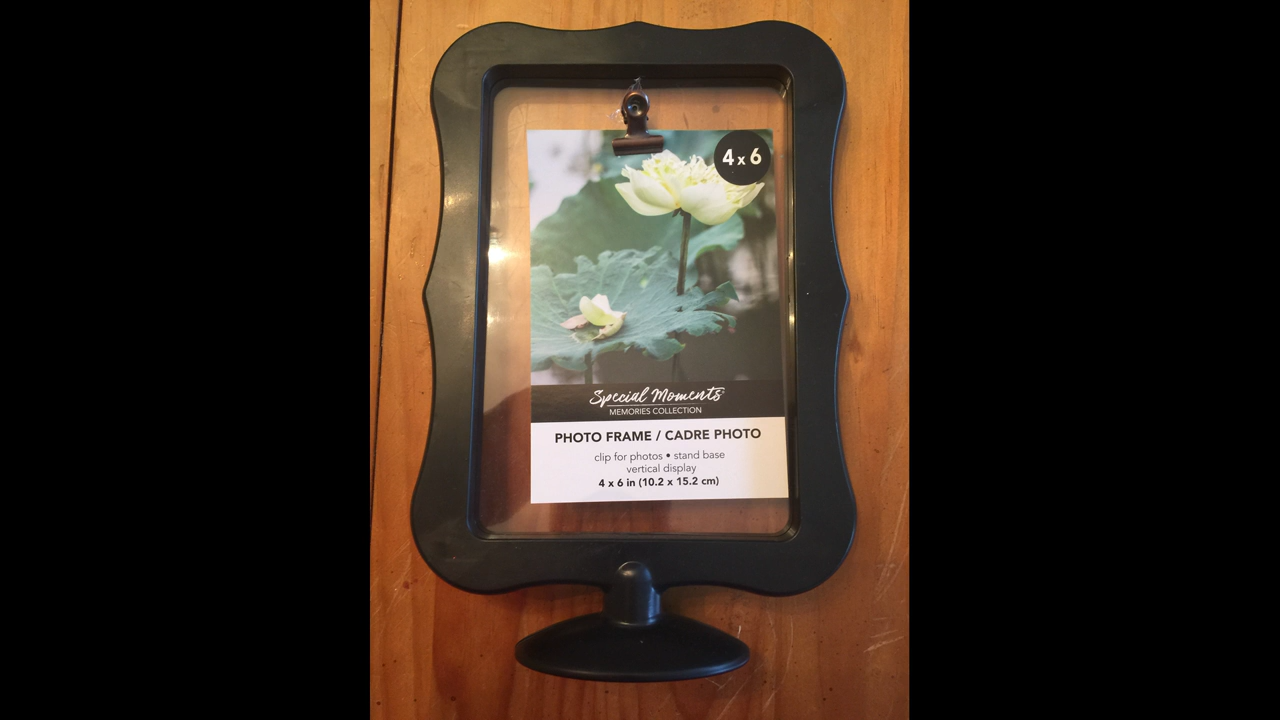 4 x 6
Special Moments
MEMORIES COLLECTION
PHOTO FRAME / CADRE PHOTO
clip for photos • stand base
vertical display
4 x 6 in (10.2 x 15.2 cm)